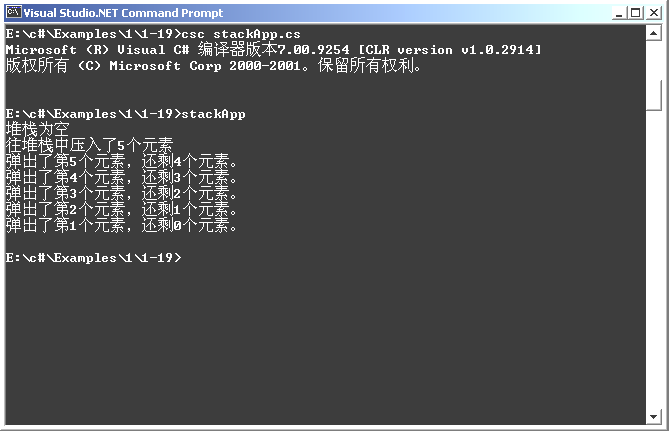 Visual Studio.NET Command Prompt
E:\c#\Examples\1\1-19>csc stackApp.cs
Microsoft (R) Visual C# 编译器版本7.00.9254 [CLR version v1.0.2914]
版权所有 (C) Microsoft Corp 2000-2001。保留所有权利。
E:\c#\Examples\1\1-19>stackApp
堆栈为空
往堆栈中压入了5个元素
弹出了第5个元素，还剩4个元素。
弹出了第4个元素，还剩3个元素。
弹出了第3个元素，还剩2个元素。
弹出了第2个元素，还剩1个元素。
弹出了第1个元素，还剩0个元素。
E:\c#\Examples\1\1-19>